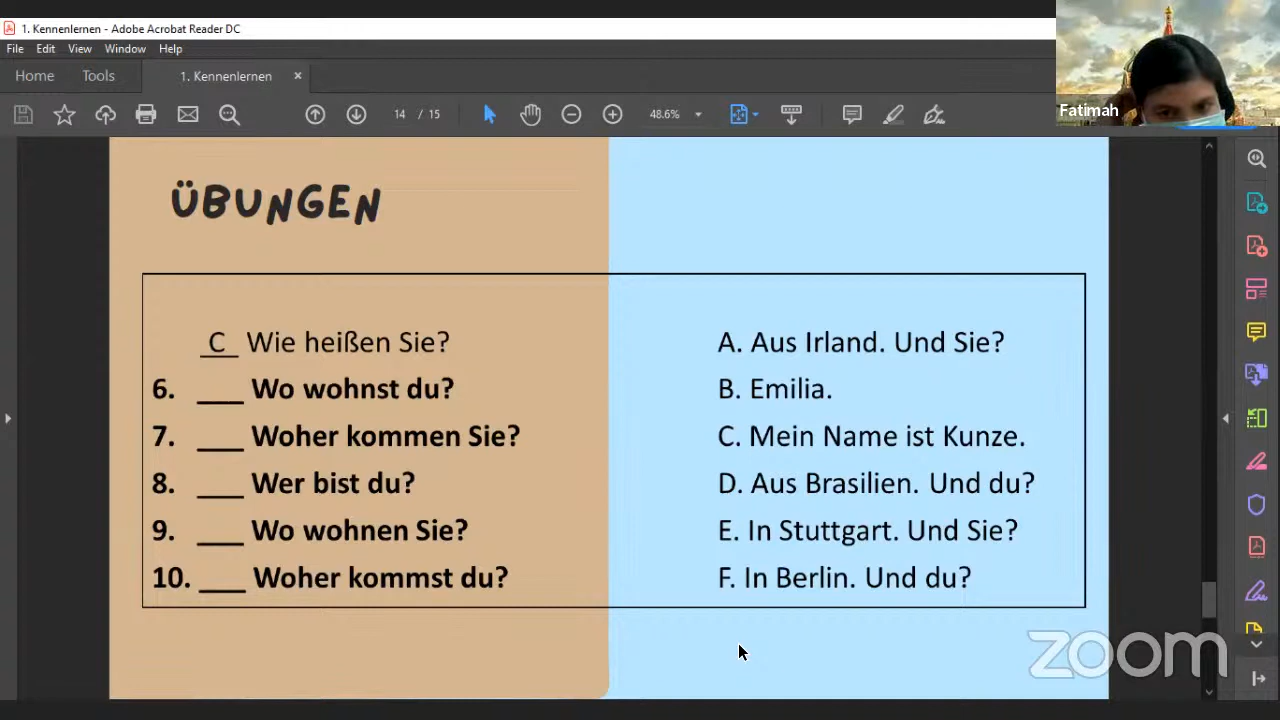 1. Kennenlernen - Adobe Acrobat Reader DC
File Edit View Window Help
Home Tools 1. Kennenlernen ×
14 / 15 48.6%
Fatimah
ÜBUNGEN
C Wie heißen Sie?
6. ___ Wo wohnst du?
7. ___ Woher kommen Sie?
8. ___ Wer bist du?
9. ___ Wo wohnen Sie?
10. ___ Woher kommst du?
A. Aus Irland. Und Sie?
B. Emilia.
C. Mein Name ist Kunze.
D. Aus Brasilien. Und du?
E. In Stuttgart. Und Sie?
F. In Berlin. Und du?
zoom